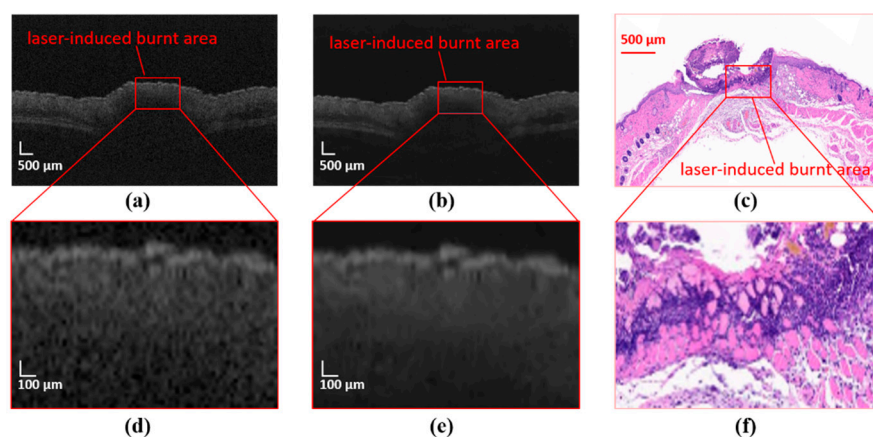 laser-induced burnt area
500 μm
(a)
laser-induced burnt area
500 μm
(b)
500 μm
laser-induced burnt area
(c)
100 μm
(d)
100 μm
(e)
(f)